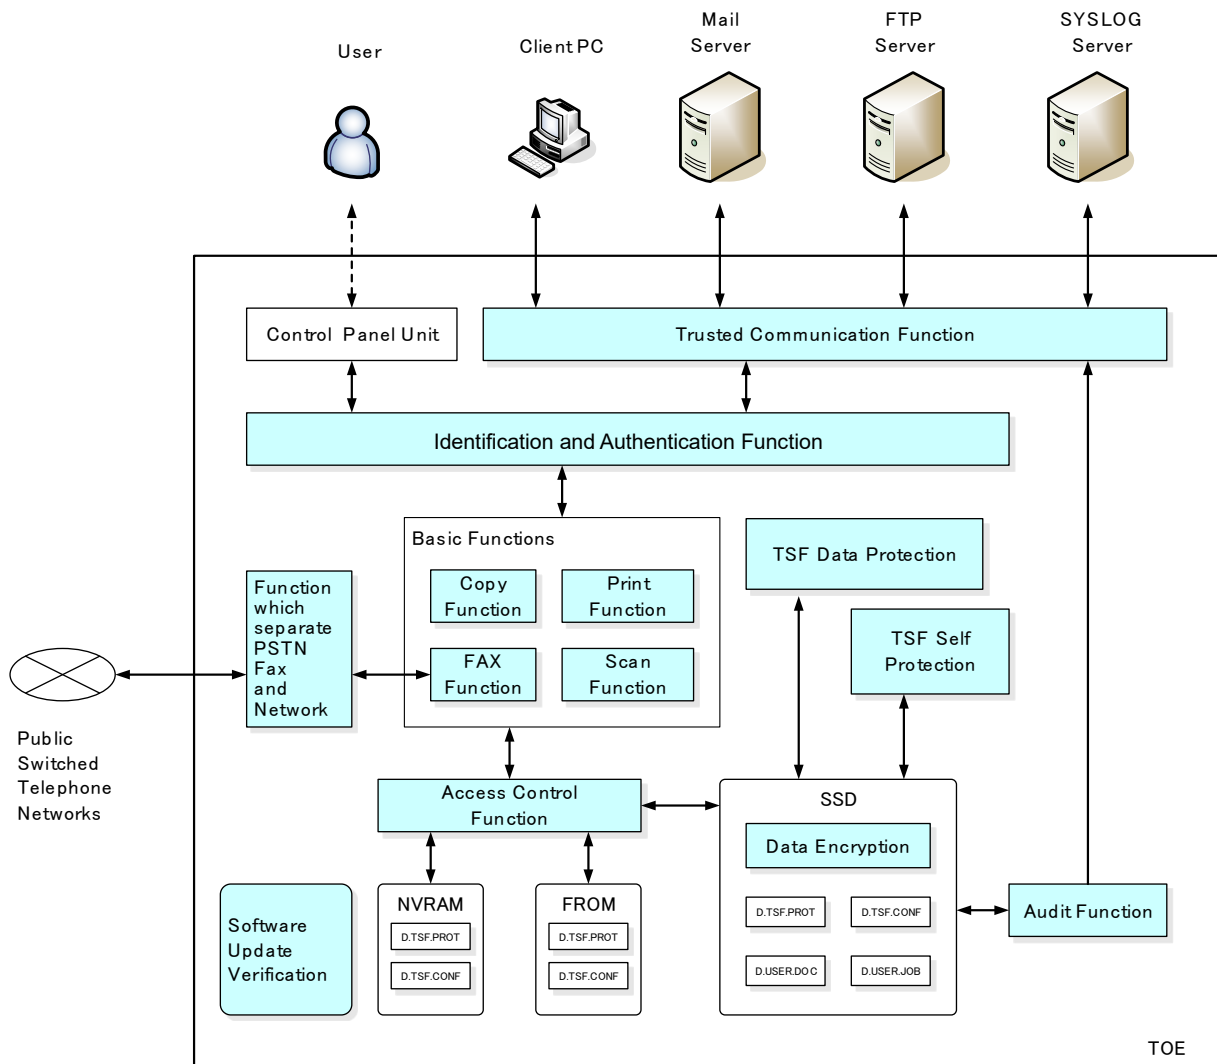 User
Client PC
Mail
Server
FTP
Server
SYSLOG
Server
Control Panel Unit
Trusted Communication Function
Identification and Authentication Function
Basic Functions
Copy
Function
Print
Function
FAX
Function
Scan
Function
Function
which
separate
PSTN
Fax
and
Network
TSF Data Protection
TSF Self
Protection
Public
Switched
Telephone
Networks
Access Control
Function
SSD
Data Encryption
D.TSF.PROT
D.TSF.CONF
D.USER.DOC
D.USER.JOB
Audit Function
Software
Update
Verification
NVRAM
D.TSF.PROT
D.TSF.CONF
FROM
D.TSF.PROT
D.TSF.CONF
TOE